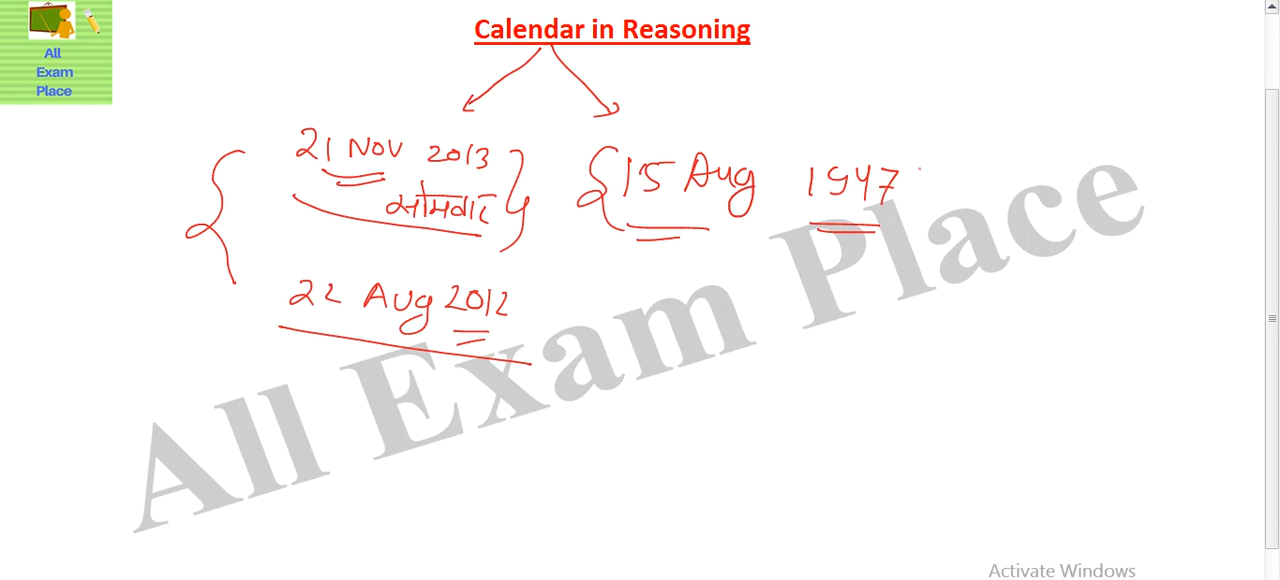 All
Exam
Place
Calendar in Reasoning
21 Nov 2013
सोमवार
22 Aug 2012
15 Aug 1947
All Exam Place
Activate Windows